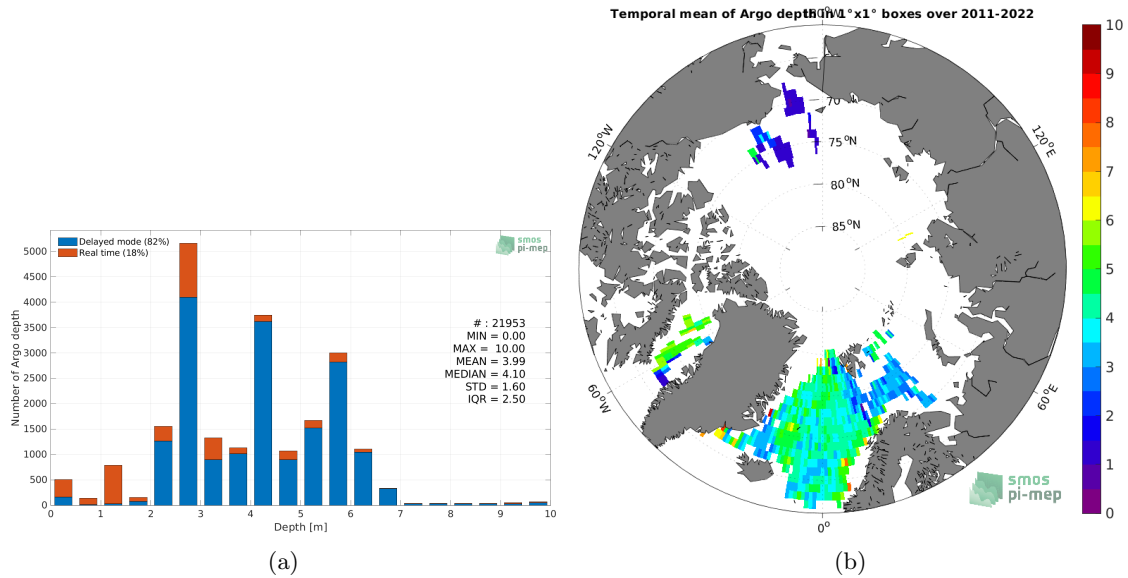 Temporal mean of Argo depth in 1°x1° boxes over 2011-2022
180°W
10
9
8
7
6
5
4
3
2
1
0
120°W
120°E
70°N
75°N
80°N
85°N
60°W
60°E
0°
smos
pi-mep
Delayed mode (82%)
Real time (18%)
smos
pi-mep
# : 21953
MIN = 0.00
MAX = 10.00
MEAN = 3.99
MEDIAN = 4.10
STD = 1.60
IQR = 2.50
Number of Argo depth
5000
4500
4000
3500
3000
2500
2000
1500
1000
500
0
0 1 2 3 4 5 6 7 8 9 10
Depth [m]
(a)
(b)